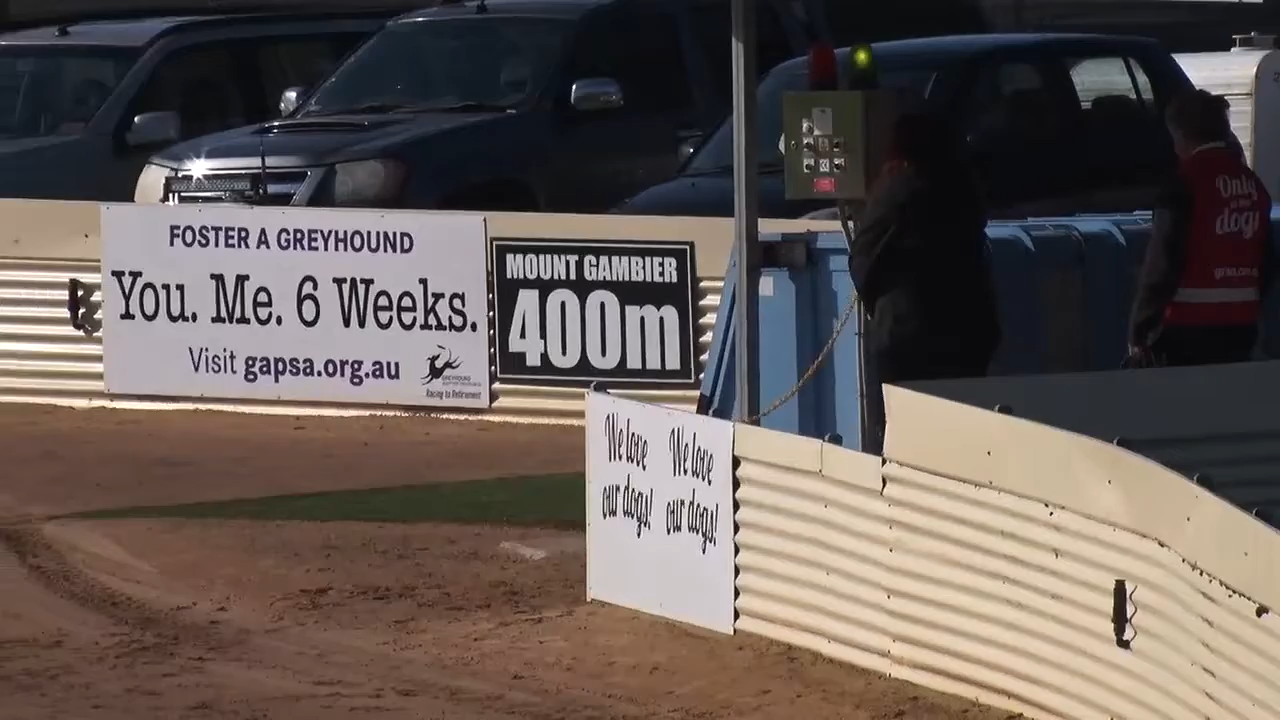 FOSTER A GREYHOUND
You. Me. 6 Weeks.
Visit gapsa.org.au
GREYHOUND
Racing to Retirement
MOUNT GAMBIER
400m
We love
our dogs!
We love
our dogs!
Only
dogs